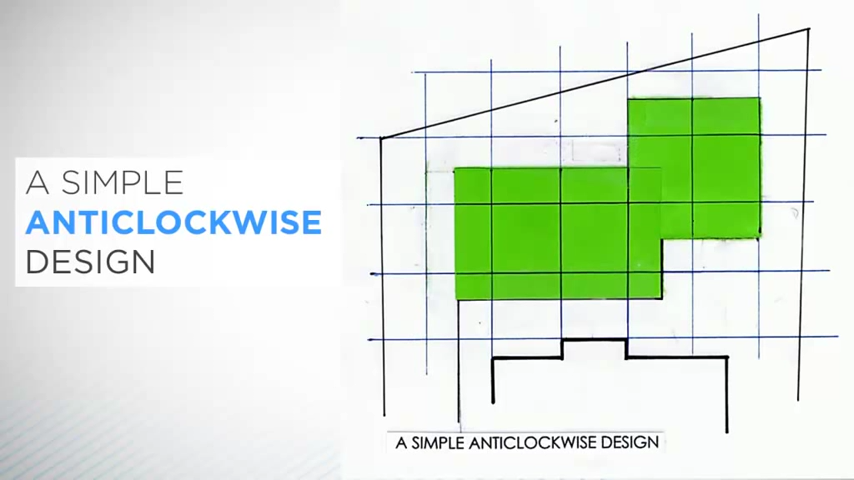 A SIMPLE
ANTICLOCKWISE
DESIGN
A SIMPLE ANTICLOCKWISE DESIGN